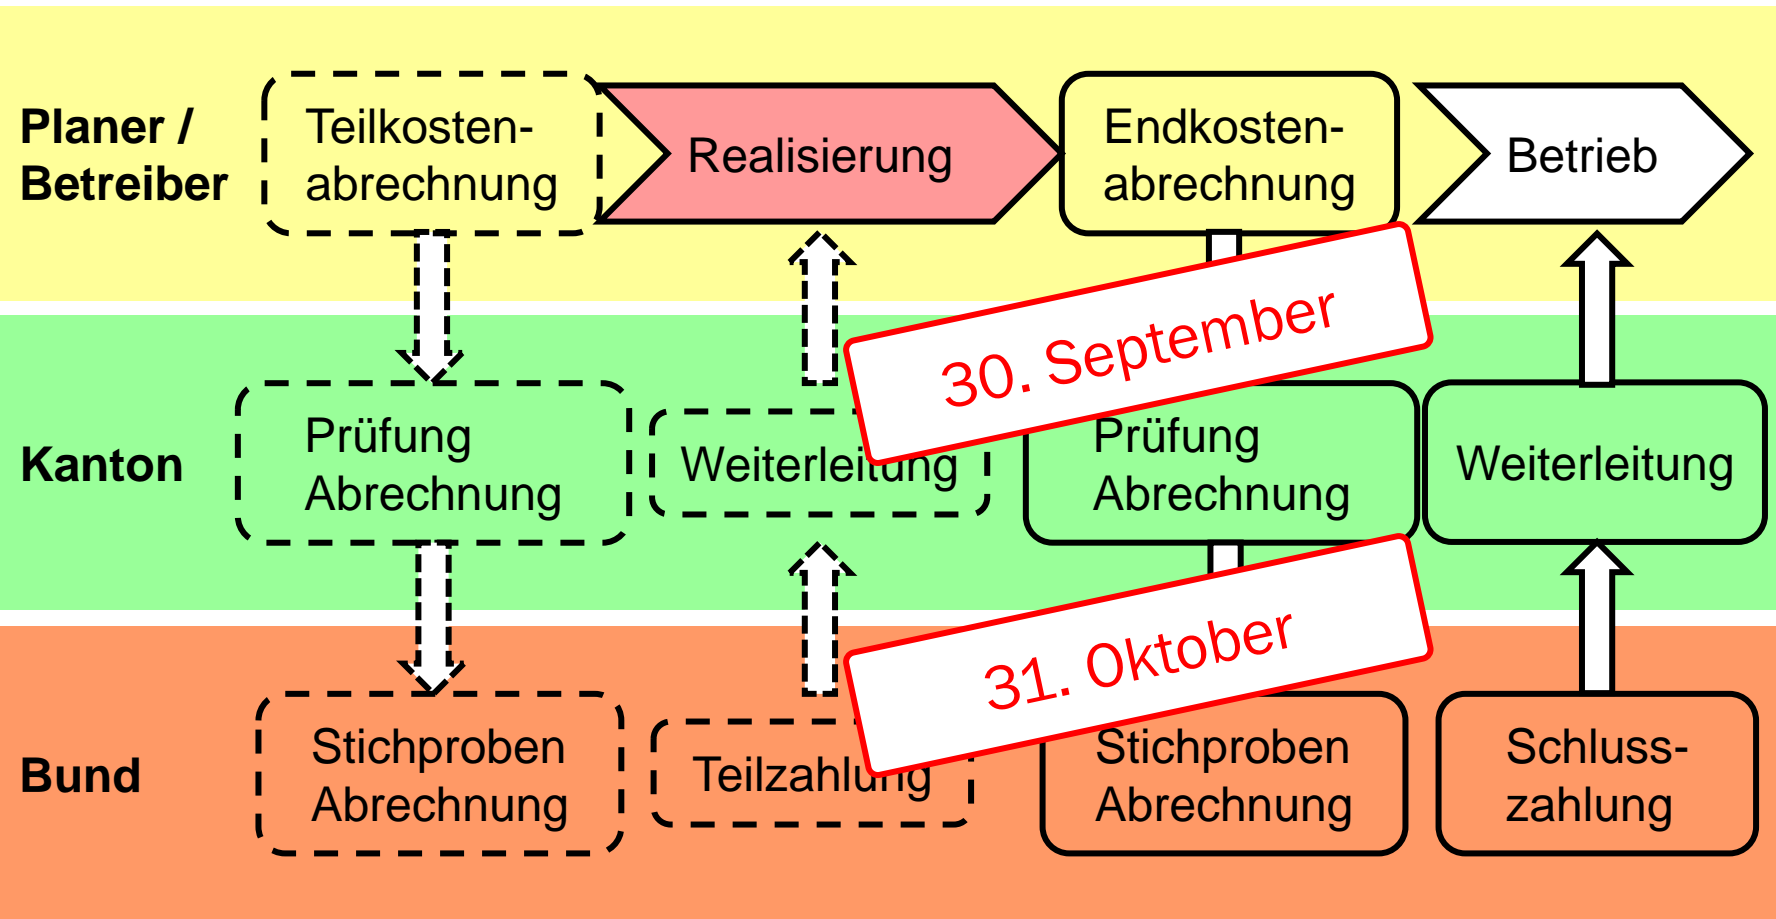 Planer /
Betreiber
Teilkosten-
abrechnung
Realisierung
Endkosten-
abrechnung
Betrieb
30. September
Kanton
Prüfung
Abrechnung
Weiterleitung
Prüfung
Abrechnung
Weiterleitung
31. Oktober
Bund
Stichproben
Abrechnung
Teilzahlung
Stichproben
Abrechnung
Schluss-
zahlung